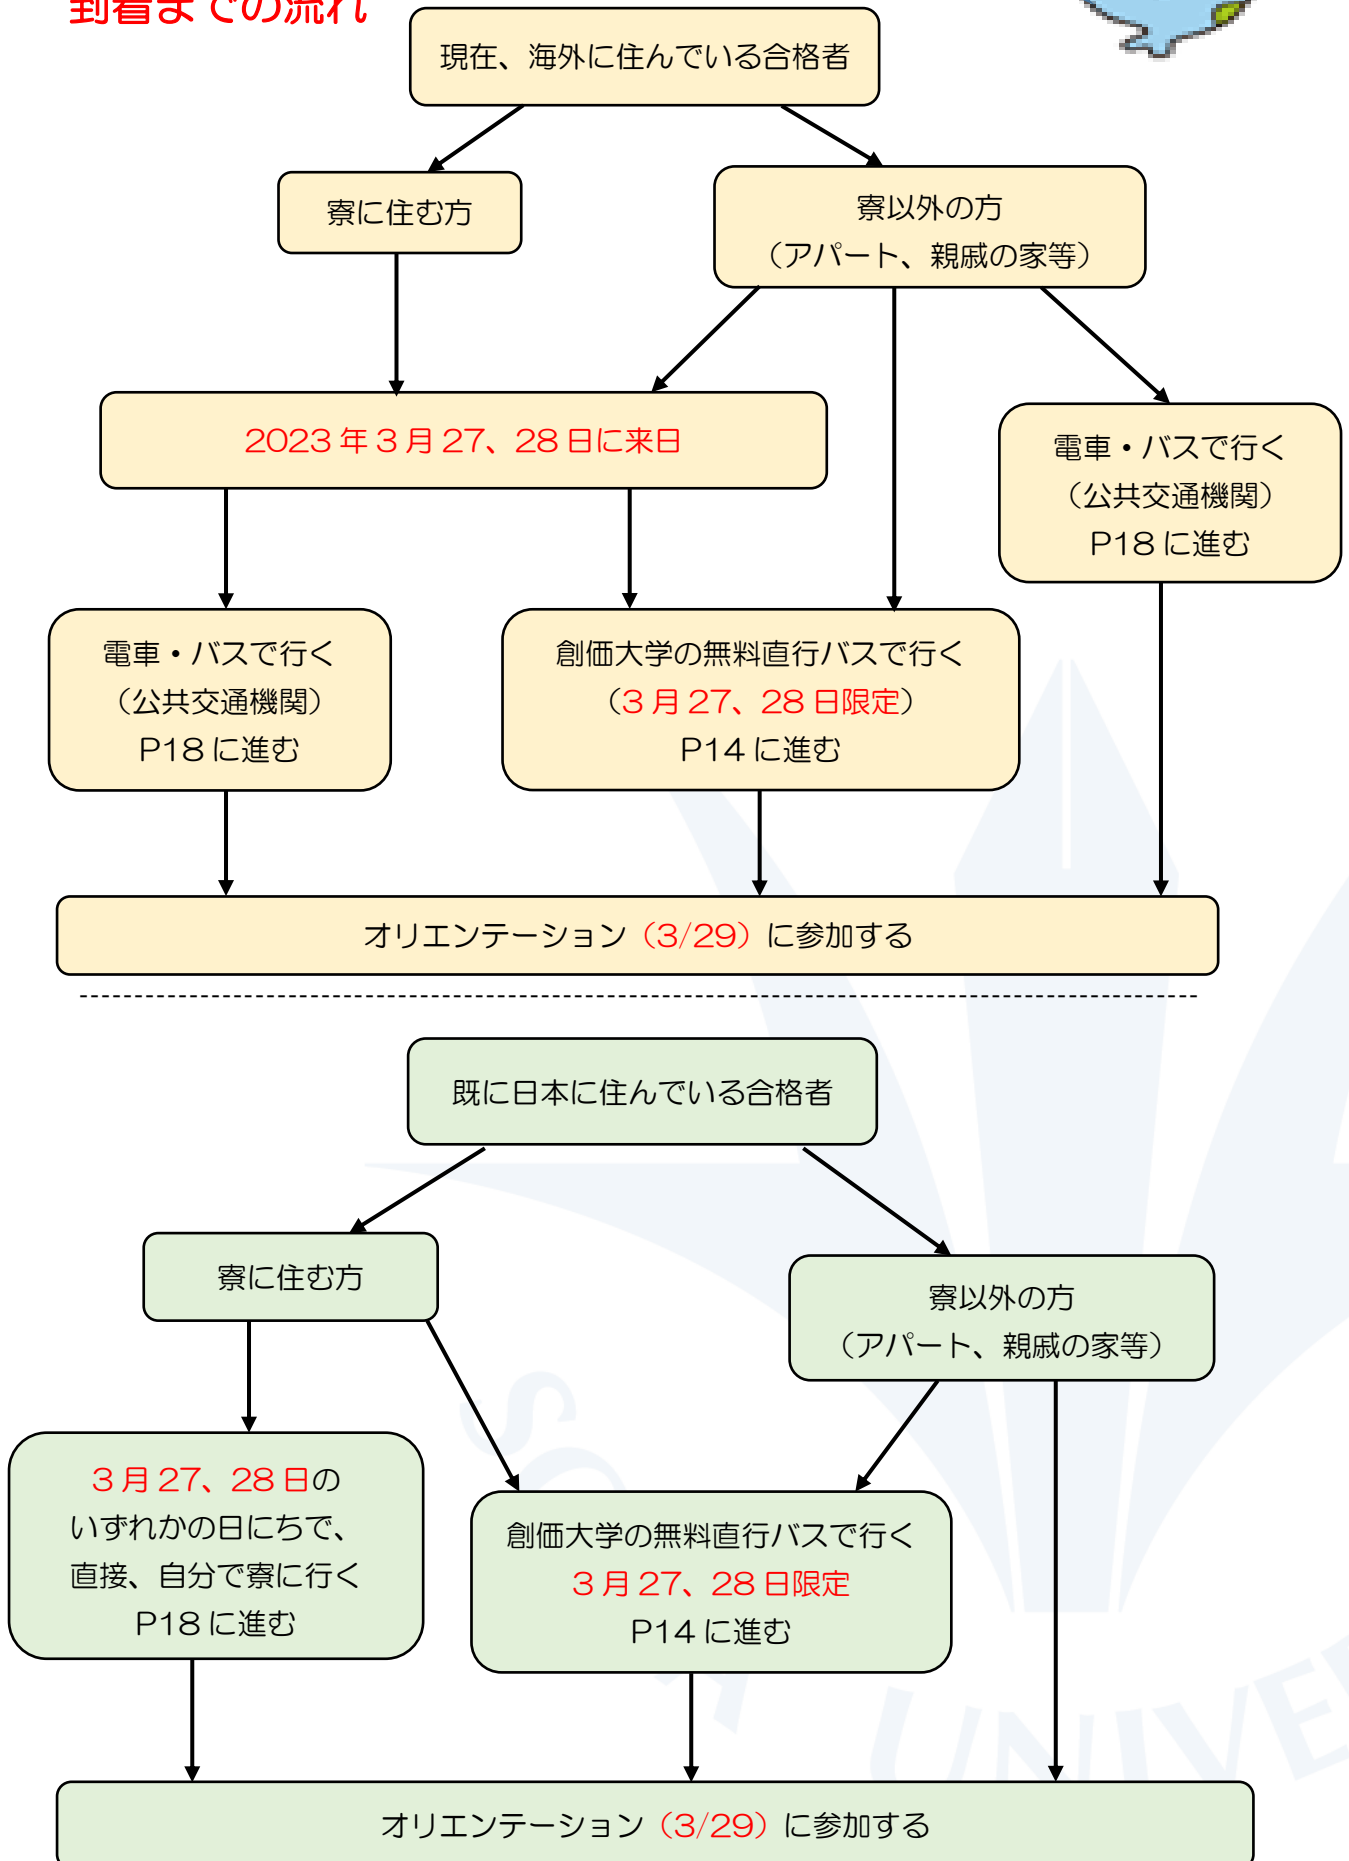 到着までの流れ
現在、海外に住んでいる合格者
寮に住む方
寮以外の方
（アパート、親戚の家等）
2023年3月27、28日に来日
電車・バスで行く
（公共交通機関）
P18に進む
電車・バスで行く
（公共交通機関）
P18に進む
創価大学の無料直行バスで行く
（3月27、28日限定）
P14に進む
オリエンテーション（3/29）に参加する
既に日本に住んでいる合格者
寮に住む方
寮以外の方
（アパート、親戚の家等）
3月27、28日の
いずれかの日にちで、
直接、自分で寮に行く
P18に進む
創価大学の無料直行バスで行く
3月27、28日限定
P14に進む
オリエンテーション（3/29）に参加する